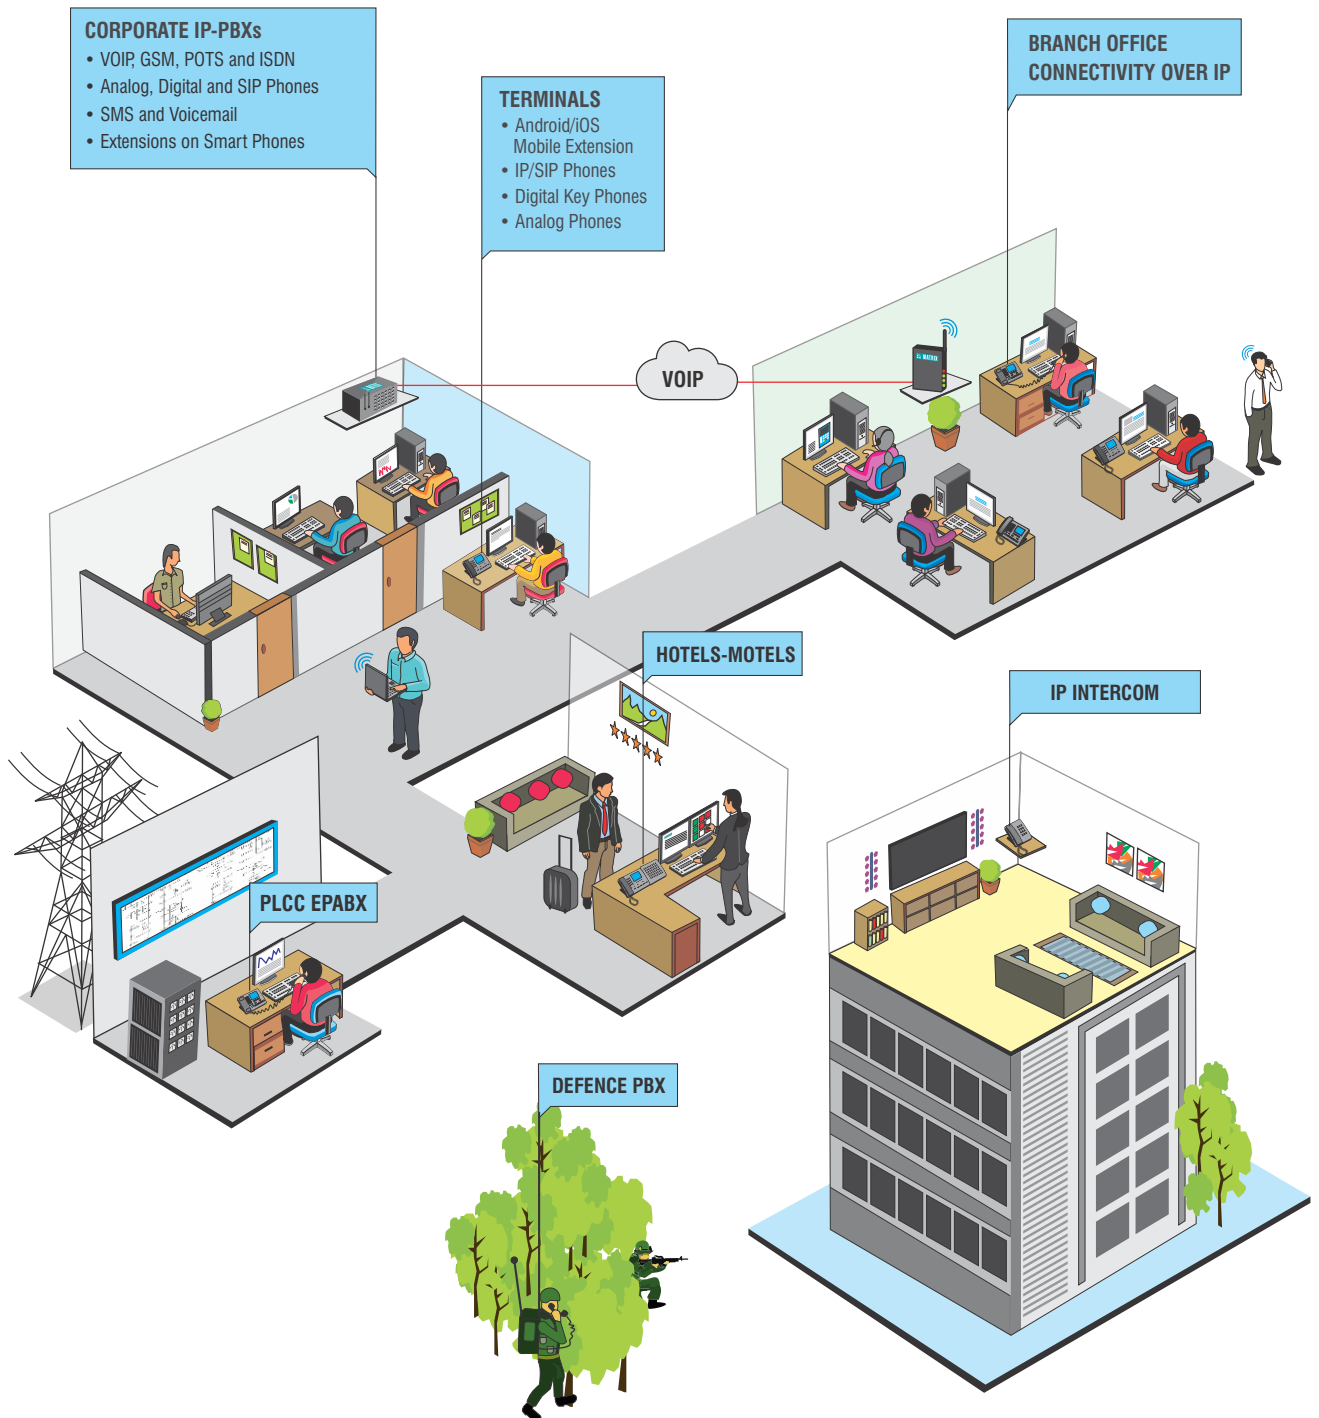 CORPORATE IP-PBXs
• VOIP, GSM, POTS and ISDN
• Analog, Digital and SIP Phones
• SMS and Voicemail
• Extensions on Smart Phones
TERMINALS
• Android/iOS
Mobile Extension
• IP/SIP Phones
• Digital Key Phones
• Analog Phones
BRANCH OFFICE
CONNECTIVITY OVER IP
VOIP
MATRIX
HOTELS-MOTELS
IP INTERCOM
PLCC EPABX
DEFENCE PBX